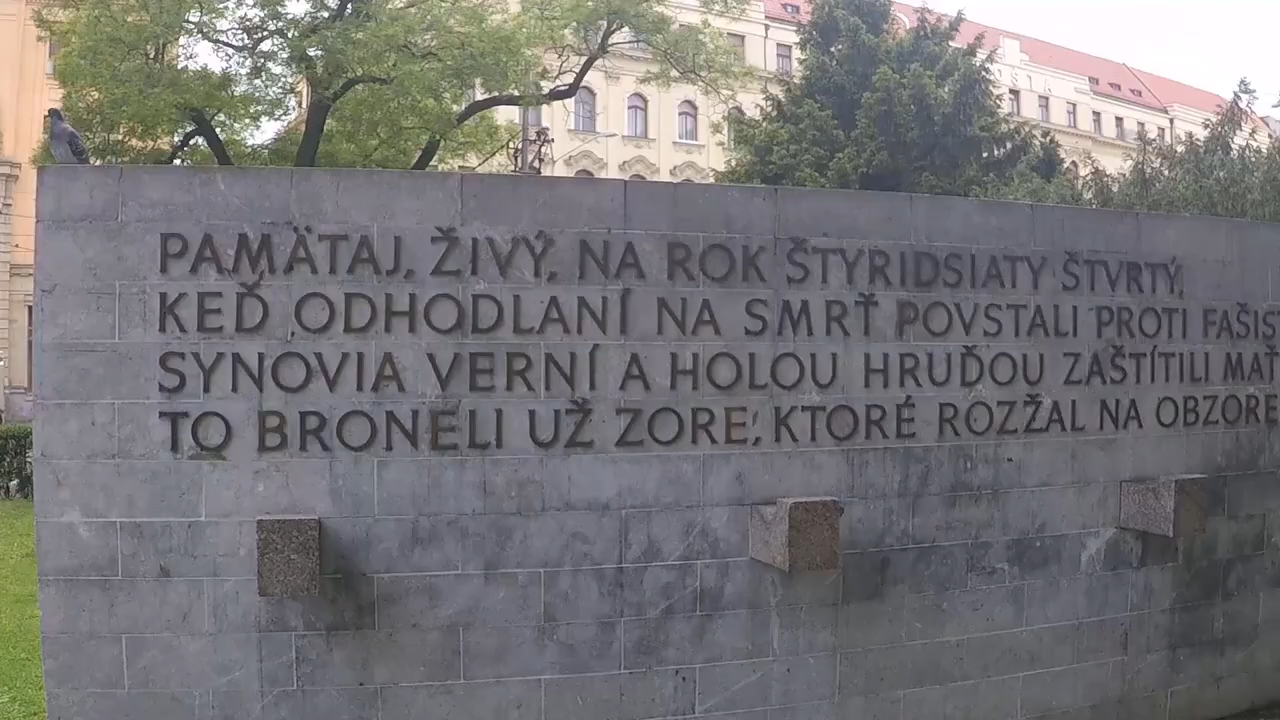 PAMÄTAJ, ŽIVÝ, NA ROK ŠTYRIDSIATY ŠTVRTÝ,
KEĎ ODHODLANÍ NA SMRŤ POVSTALI PROTI
SYNOVIA VERNÍ A HOLOU HRUĎOU ZAŠTÍTILI
TO BRONELI UŽ ZORE, KTORÉ ROZŽAL NA OBZORE